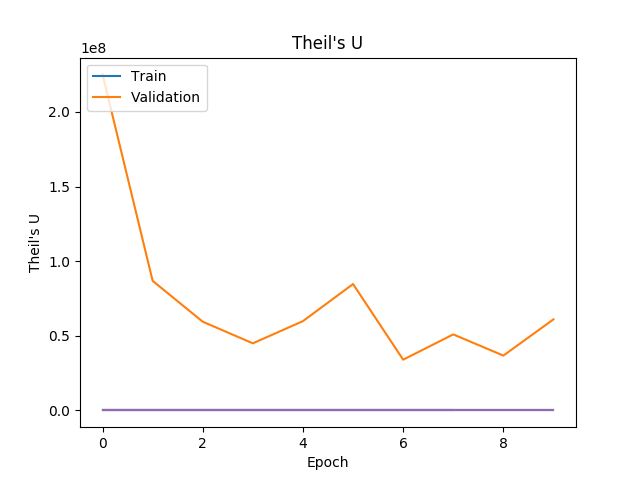 Theil's U
1e8
Train
Validation
2.0
1.5
1.0
0.5
0.0
Theil's U
0 2 4 6 8
Epoch